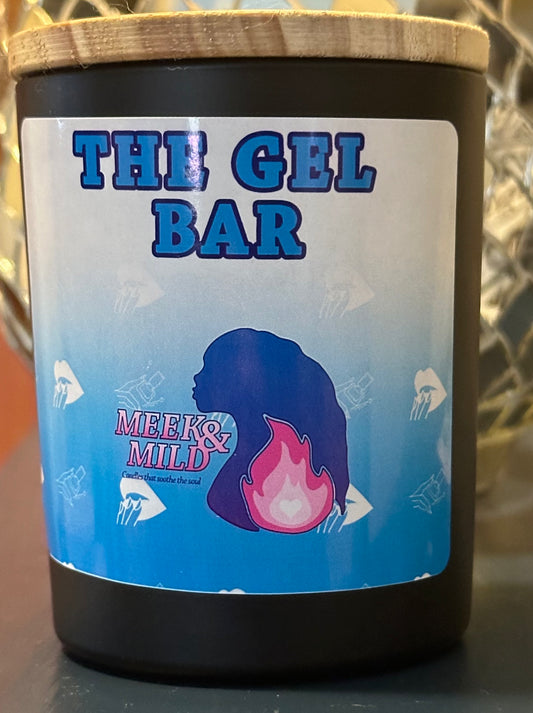 THE GEL
BAR
MEEK&
MILD
Candles that soothe the soul